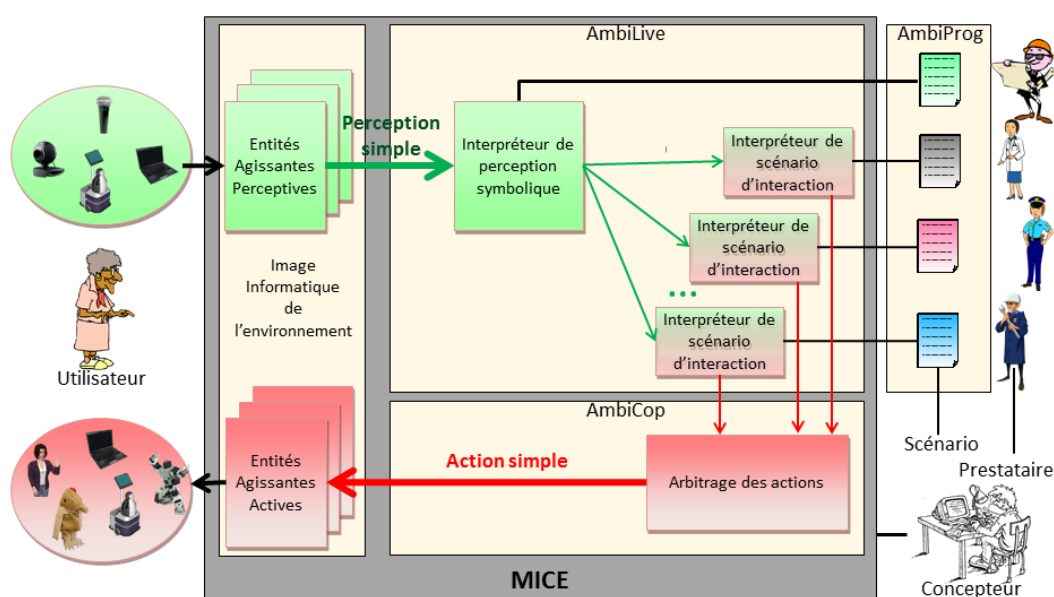 AmbiLive
AmbiProg
Entités
Agissantes
Perceptives
Perception
simple
Interpréteur de
perception
symbolique
Interpréteur de
scénario
d'interaction
Interpréteur de
scénario
d'interaction
...
Interpréteur de
scénario
d'interaction
Image
Informatique
de
l'environnement
Utilisateur
AmbiCop
Entités
Agissantes
Actives
Action simple
Arbitrage des actions
Scénario
Prestataire
MICE
Concepteur